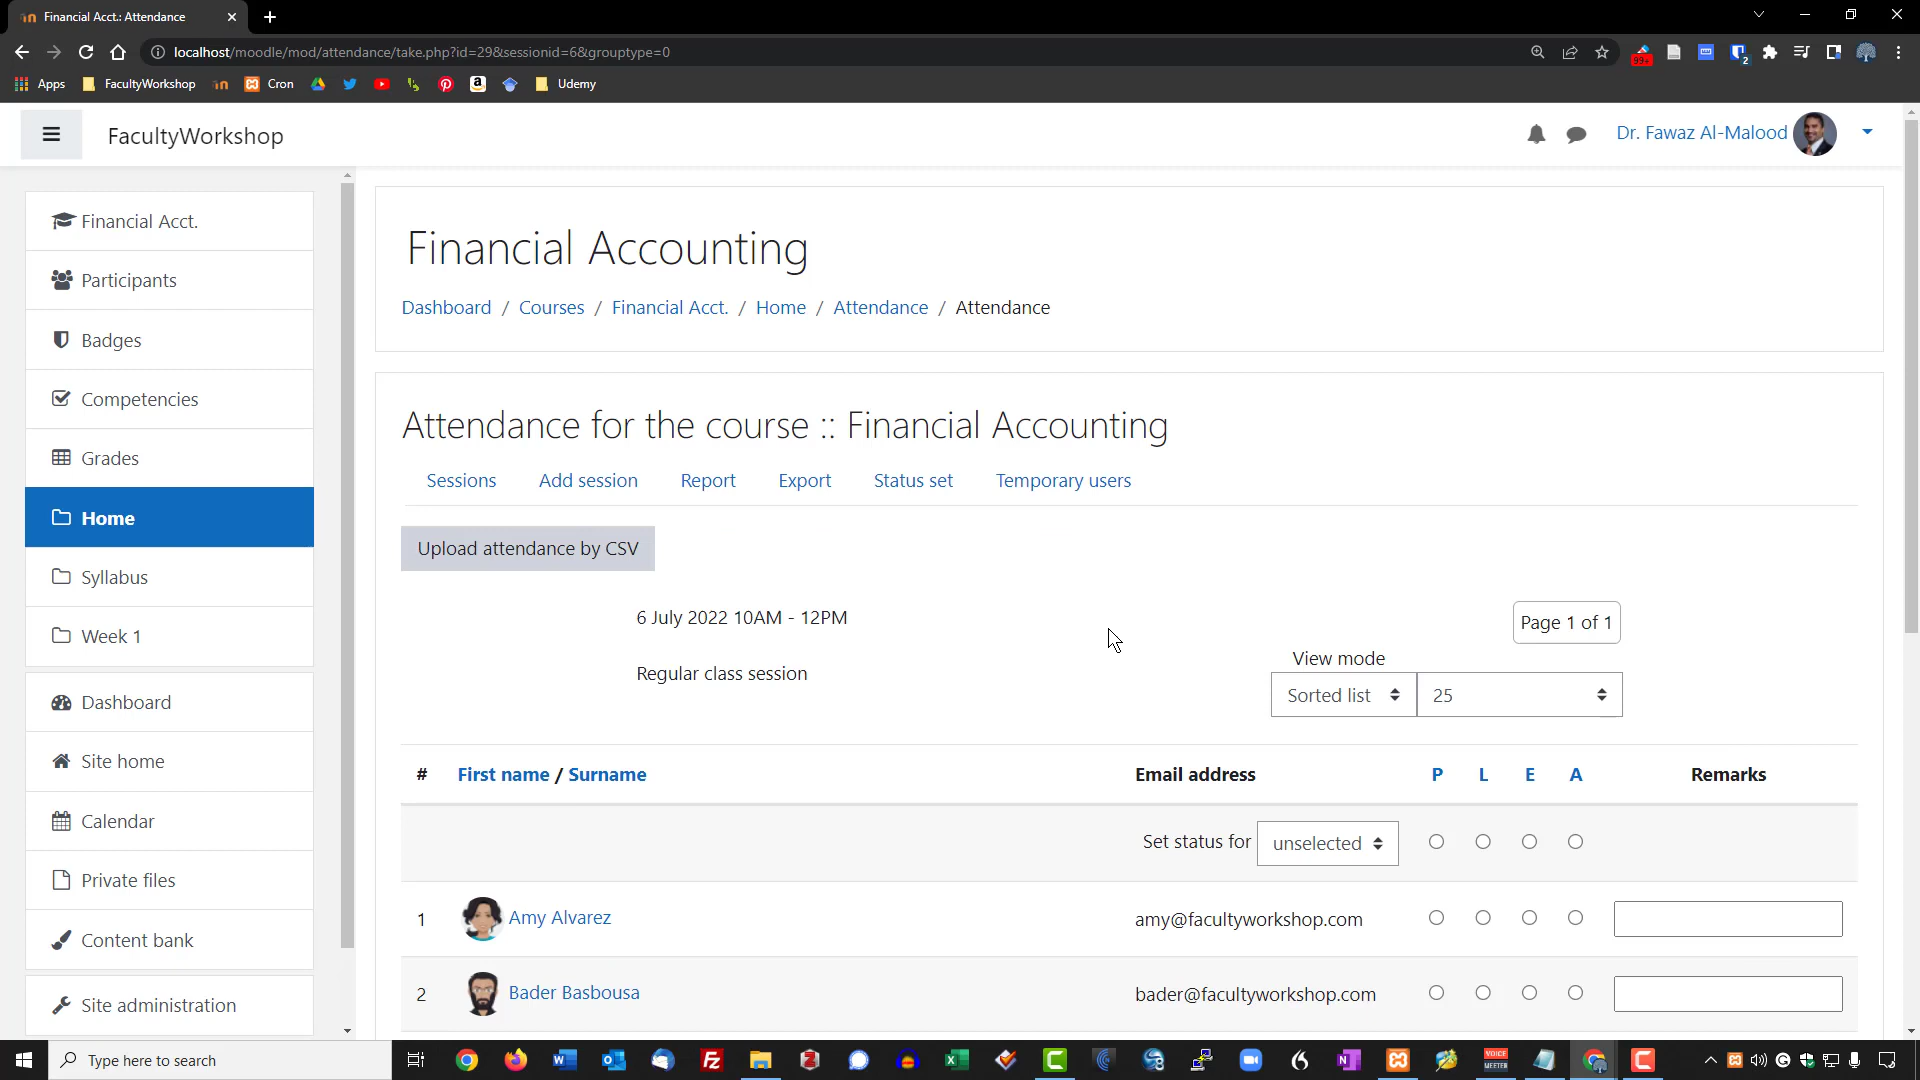 Financial Acct.: Attendance
localhost/moodle/mod/attendance/take.php?id=29&sessionid=6&grouptype=0
99+
2
Apps FacultyWorkshop Cron Udemy
FacultyWorkshop
Dr. Fawaz Al-Malood
Financial Acct.
Participants
Badges
Competencies
Grades
Home
Syllabus
Week 1
Dashboard
Site home
Calendar
Private files
Content bank
Site administration
Financial Accounting
Dashboard / Courses / Financial Acct. / Home / Attendance / Attendance
Attendance for the course :: Financial Accounting
Sessions Add session Report Export Status set Temporary users
Upload attendance by CSV
6 July 2022 10AM - 12PM
Regular class session
Page 1 of 1
View mode
Sorted list 25
# First name / Surname Email address P L E A Remarks
Set status for unselected
1 Amy Alvarez amy@facultyworkshop.com
2 Bader Basbousa bader@facultyworkshop.com
Type here to search
VOICE
MEETER